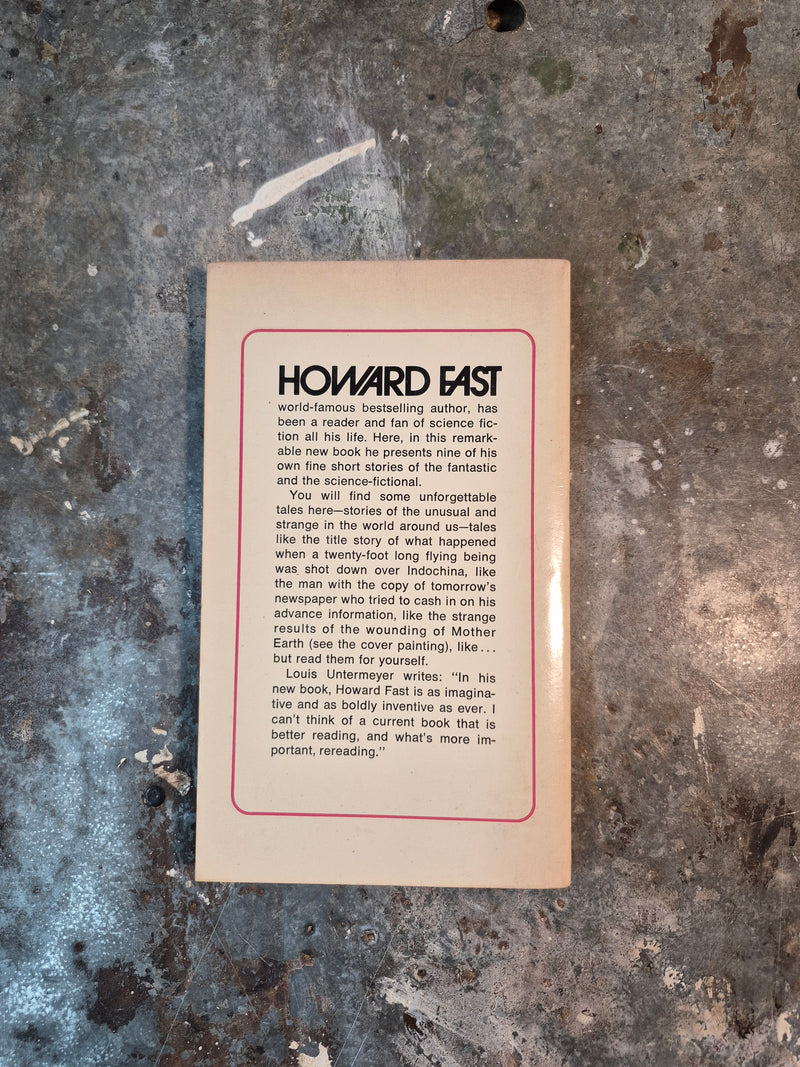 HOWARD FAST
world-famous bestselling author, has
been a reader and fan of science fic-
tion all his life. Here, in this remark-
able new book he presents nine of his
own fine short stories of the fantastic
and the science-fictional.
You will find some unforgettable
tales here—stories of the unusual and
strange in the world around us—tales
like the title story of what happened
when a twenty-foot long flying being
was shot down over Indochina, like
the man with the copy of tomorrow's
newspaper who tried to cash in on his
advance information, like the strange
results of the wounding of Mother
Earth (see the cover painting), like...
but read them for yourself.
Louis Untermeyer writes: "In his
new book, Howard Fast is as imagina-
tive and as boldly inventive as ever. I
can't think of a current book that is
better reading, and what's more im-
portant, rereading."